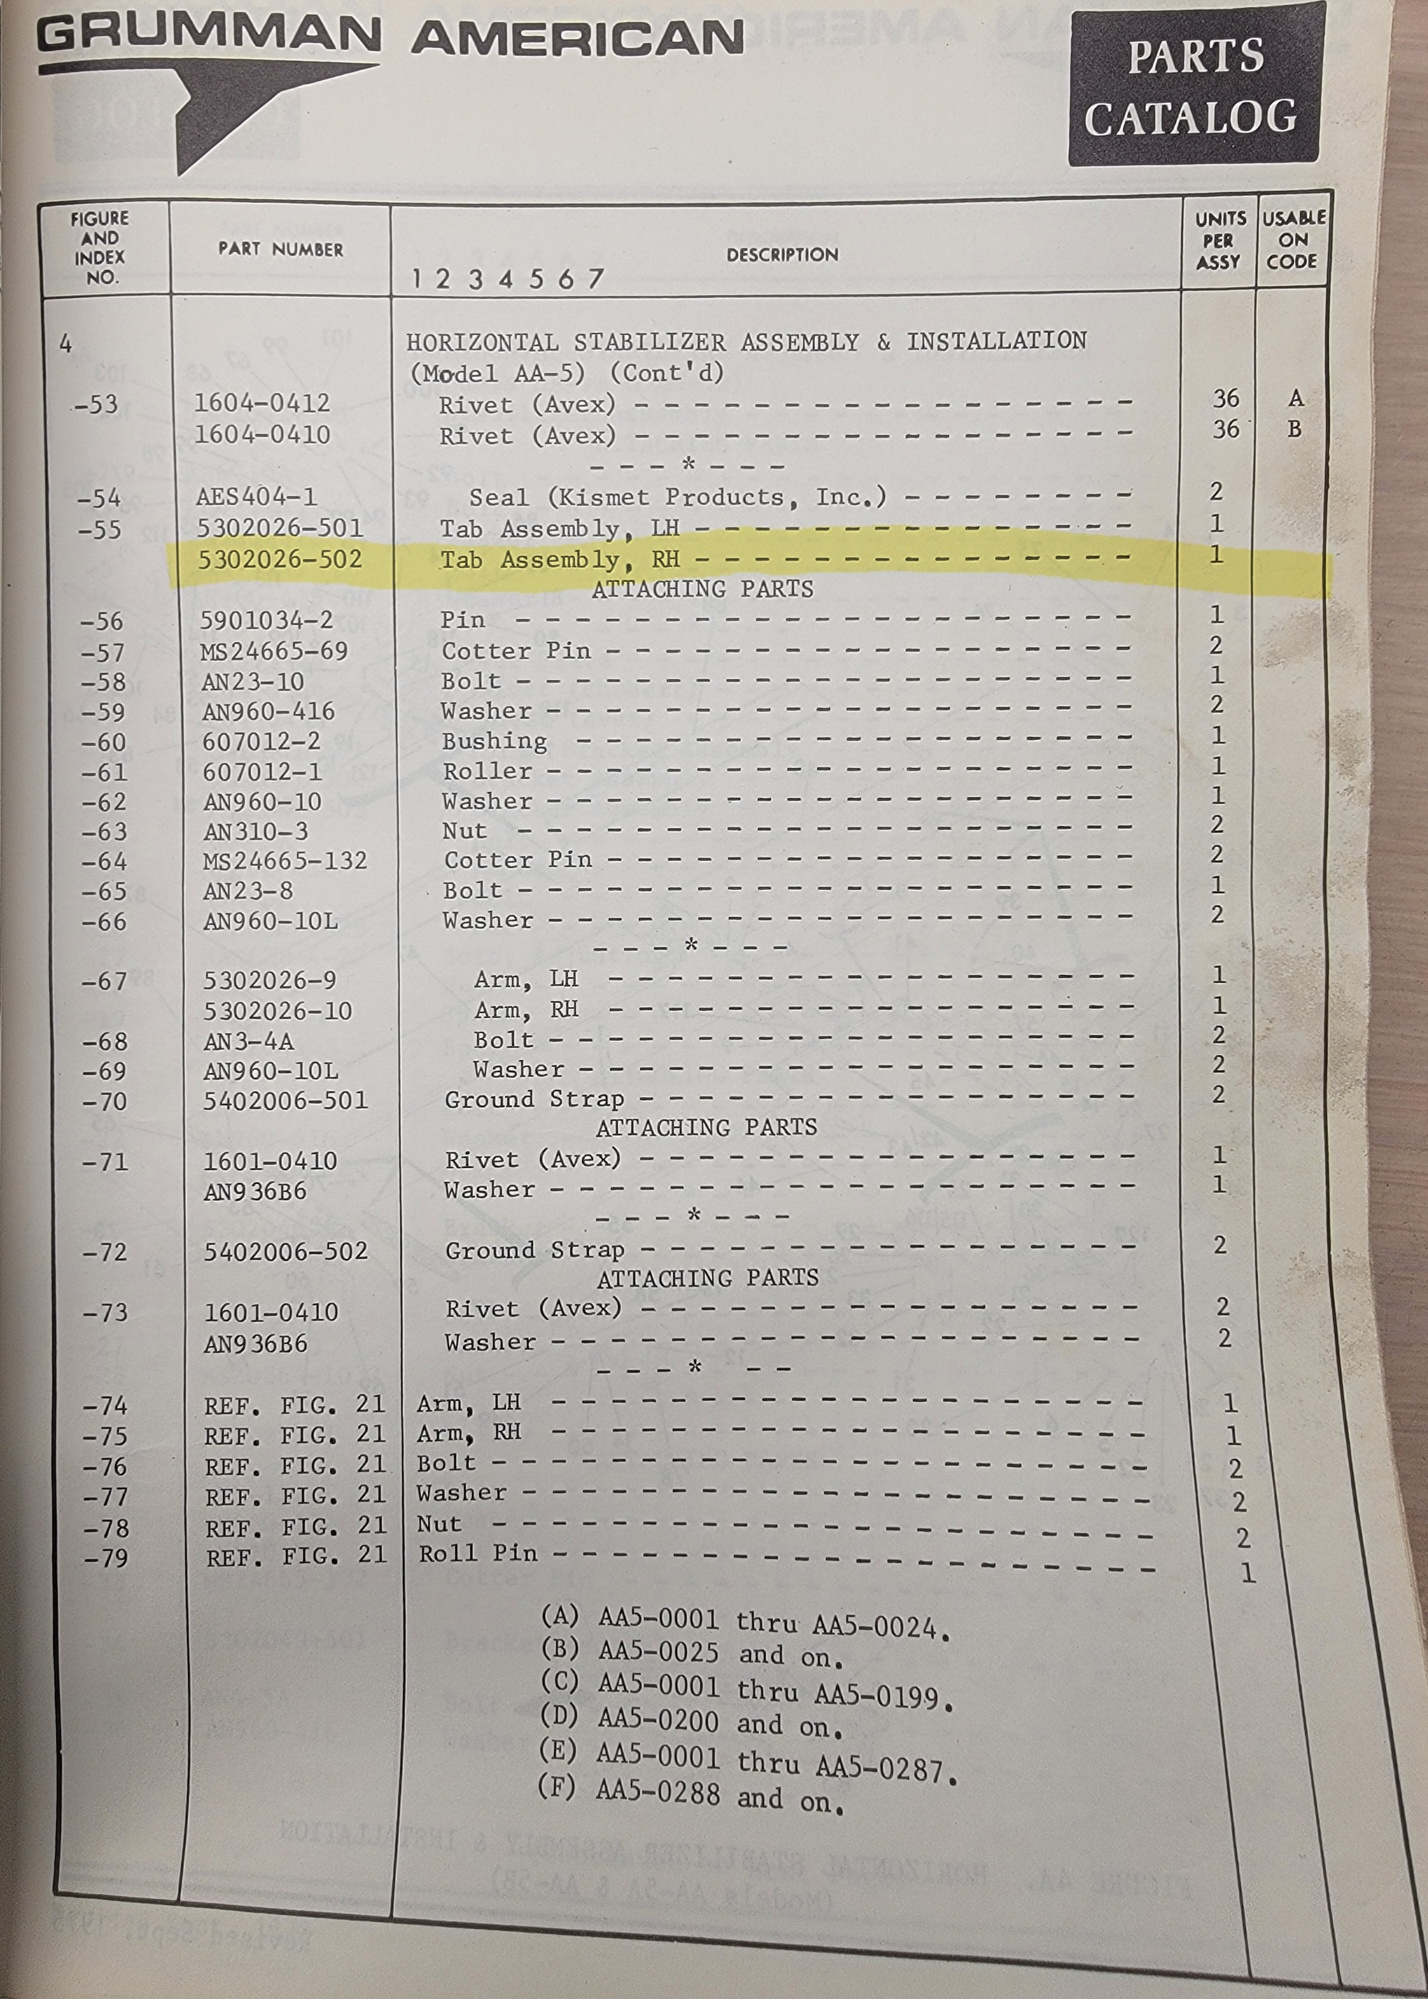 GRUMMAN AMERICAN
PARTS
CATALOG
FIGURE AND INDEX NO. PART NUMBER 1 2 3 4 5 6 7 DESCRIPTION UNITS PER ASSY USABLE ON CODE
4 HORIZONTAL STABILIZER ASSEMBLY & INSTALLATION
(Model AA-5) (Cont'd)
-53 1604-0412 Rivet (Avex) - - - - - - - - - - - - - - - - - 36 A
1604-0410 Rivet (Avex) - - - - - - - - - - - - - - - - - 36 B
- - - * - - -
-54 AES404-1 Seal (Kismet Products, Inc.) - - - - - - - - 2
-55 5302026-501 Tab Assembly, LH - - - - - - - - - - - - - - - 1
5302026-502 Tab Assembly, RH - - - - - - - - - - - - - - - 1
ATTACHING PARTS
-56 5901034-2 Pin - - - - - - - - - - - - - - - - - - - - - 1
-57 MS24665-69 Cotter Pin - - - - - - - - - - - - - - - - - - 2
-58 AN23-10 Bolt - - - - - - - - - - - - - - - - - - - - - 1
-59 AN960-416 Washer - - - - - - - - - - - - - - - - - - - - 2
-60 607012-2 Bushing - - - - - - - - - - - - - - - - - - - 1
-61 607012-1 Roller - - - - - - - - - - - - - - - - - - - - 1
-62 AN960-10 Washer - - - - - - - - - - - - - - - - - - - - 1
-63 AN310-3 Nut - - - - - - - - - - - - - - - - - - - - - 2
-64 MS24665-132 Cotter Pin - - - - - - - - - - - - - - - - - - 2
-65 AN23-8 Bolt - - - - - - - - - - - - - - - - - - - - - 1
-66 AN960-10L Washer - - - - - - - - - - - - - - - - - - - - 2
- - - * - - -
-67 5302026-9 Arm, LH - - - - - - - - - - - - - - - - - - 1
5302026-10 Arm, RH - - - - - - - - - - - - - - - - - - 1
-68 AN3-4A Bolt - - - - - - - - - - - - - - - - - - - - 2
-69 AN960-10L Washer - - - - - - - - - - - - - - - - - - - 2
-70 5402006-501 Ground Strap - - - - - - - - - - - - - - - - - 2
ATTACHING PARTS
-71 1601-0410 Rivet (Avex) - - - - - - - - - - - - - - - - - 1
AN936B6 Washer - - - - - - - - - - - - - - - - - - - - 1
- - - * - - -
-72 5402006-502 Ground Strap - - - - - - - - - - - - - - - - - 2
ATTACHING PARTS
-73 1601-0410 Rivet (Avex) - - - - - - - - - - - - - - - - - 2
AN936B6 Washer - - - - - - - - - - - - - - - - - - - - 2
- - - * - -
-74 REF. FIG. 21 Arm, LH - - - - - - - - - - - - - - - - - - - - 1
-75 REF. FIG. 21 Arm, RH - - - - - - - - - - - - - - - - - - - - 1
-76 REF. FIG. 21 Bolt - - - - - - - - - - - - - - - - - - - - - - 2
-77 REF. FIG. 21 Washer - - - - - - - - - - - - - - - - - - - - - 2
-78 REF. FIG. 21 Nut - - - - - - - - - - - - - - - - - - - - - - 2
-79 REF. FIG. 21 Roll Pin - - - - - - - - - - - - - - - - - - - - 1
(A) AA5-0001 thru AA5-0024.
(B) AA5-0025 and on.
(C) AA5-0001 thru AA5-0199.
(D) AA5-0200 and on.
(E) AA5-0001 thru AA5-0287.
(F) AA5-0288 and on.